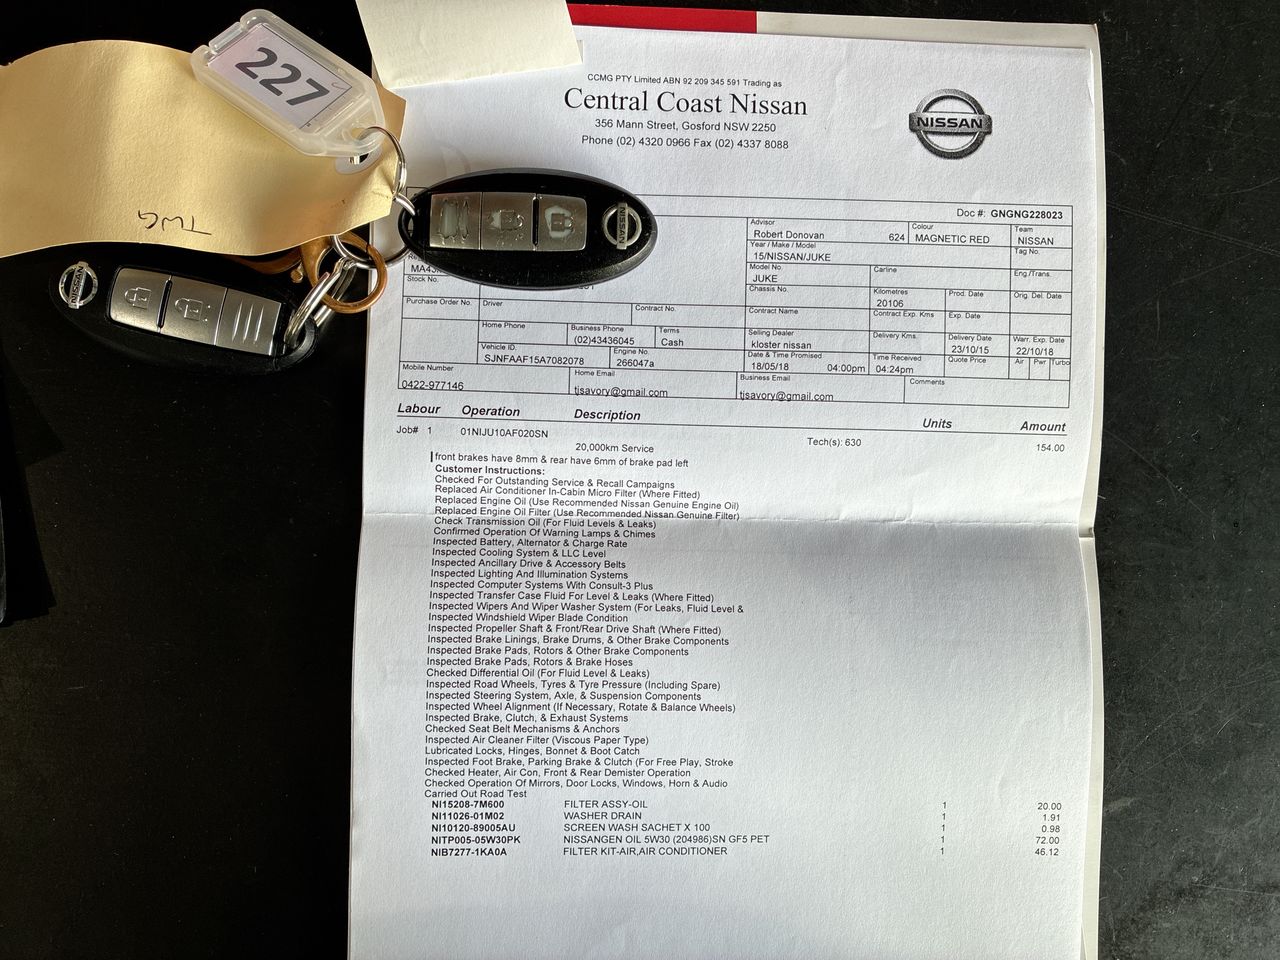 227
TWG
NISSAN
NISSAN
CCMG PTY Limited ABN 92 209 345 591 Trading as
Central Coast Nissan
356 Mann Street, Gosford NSW 2250
Phone (02) 4320 0966 Fax (02) 4337 8088
NISSAN
Doc #: GNGNG228023
Advisor
Robert Donovan 624
Colour
MAGNETIC RED
Team
NISSAN
Year / Make / Model
15/NISSAN/JUKE
Tag No.
MA43
Stock No.
Model No.
JUKE
Carline
Eng./Trans.
Chassis No.
Kilometres
20106
Prod. Date
Orig. Del. Date
Purchase Order No.
Driver
Contract No.
Contract Name
Contract Exp. Kms
Exp. Date
Home Phone
Business Phone
(02)43436045
Terms
Cash
Selling Dealer
kloster nissan
Delivery Kms.
Delivery Date
23/10/15
Warr. Exp. Date
22/10/18
Vehicle ID.
SJNFAAF15A7082078
Engine No.
266047a
Date & Time Promised
18/05/18 04:00pm
Time Received
04:24pm
Quote Price
Air Pwr Turbo
Mobile Number
0422-977146
Home Email
tjsavory@gmail.com
Business Email
tjsavory@gmail.com
Comments
Labour Operation Description Units Amount
Job# 1 01NIJU10AF020SN Tech(s): 630 154.00
20,000km Service
front brakes have 8mm & rear have 6mm of brake pad left
Customer Instructions:
Checked For Outstanding Service & Recall Campaigns
Replaced Air Conditioner In-Cabin Micro Filter (Where Fitted)
Replaced Engine Oil (Use Recommended Nissan Genuine Engine Oil)
Replaced Engine Oil Filter (Use Recommended Nissan Genuine Filter)
Check Transmission Oil (For Fluid Levels & Leaks)
Confirmed Operation Of Warning Lamps & Chimes
Inspected Battery, Alternator & Charge Rate
Inspected Cooling System & LLC Level
Inspected Ancillary Drive & Accessory Belts
Inspected Lighting And Illumination Systems
Inspected Computer Systems With Consult-3 Plus
Inspected Transfer Case Fluid For Level & Leaks (Where Fitted)
Inspected Wipers And Wiper Washer System (For Leaks, Fluid Level &
Inspected Windshield Wiper Blade Condition
Inspected Propeller Shaft & Front/Rear Drive Shaft (Where Fitted)
Inspected Brake Linings, Brake Drums, & Other Brake Components
Inspected Brake Pads, Rotors & Other Brake Components
Inspected Brake Pads, Rotors & Brake Hoses
Checked Differential Oil (For Fluid Level & Leaks)
Inspected Road Wheels, Tyres & Tyre Pressure (Including Spare)
Inspected Steering System, Axle, & Suspension Components
Inspected Wheel Alignment (If Necessary, Rotate & Balance Wheels)
Inspected Brake, Clutch, & Exhaust Systems
Checked Seat Belt Mechanisms & Anchors
Inspected Air Cleaner Filter (Viscous Paper Type)
Lubricated Locks, Hinges, Bonnet & Boot Catch
Inspected Foot Brake, Parking Brake & Clutch (For Free Play, Stroke
Checked Heater, Air Con, Front & Rear Demister Operation
Checked Operation Of Mirrors, Door Locks, Windows, Horn & Audio
Carried Out Road Test
NI15208-7M600 FILTER ASSY-OIL 1 20.00
NI11026-01M02 WASHER DRAIN 1 1.91
NI10120-89005AU SCREEN WASH SACHET X 100 1 0.98
NITP005-05W30PK NISSANGEN OIL 5W30 (204986)SN GF5 PET 1 72.00
NIB7277-1KA0A FILTER KIT-AIR,AIR CONDITIONER 1 46.12